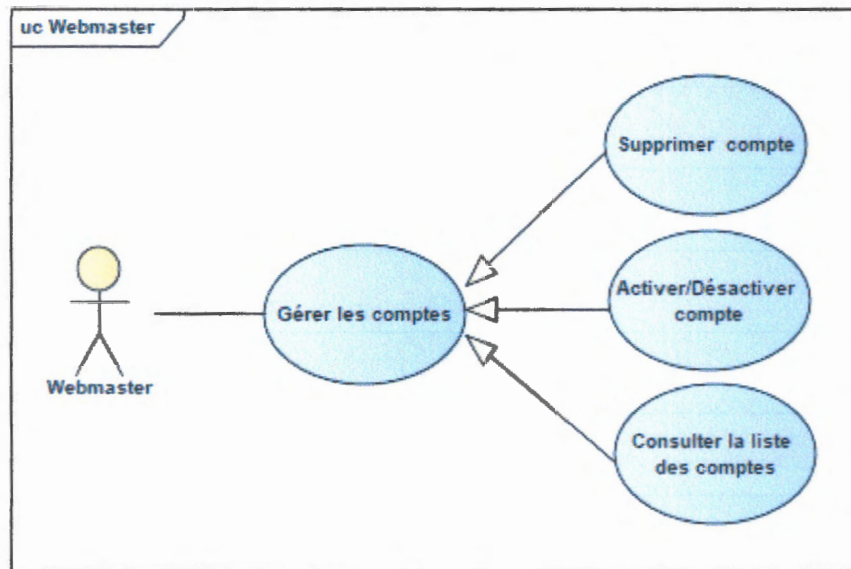 uc Webmaster
Supprimer compte
Activer/Désactiver
compte
Gérer les comptes
Webmaster
Consulter la liste
des comptes